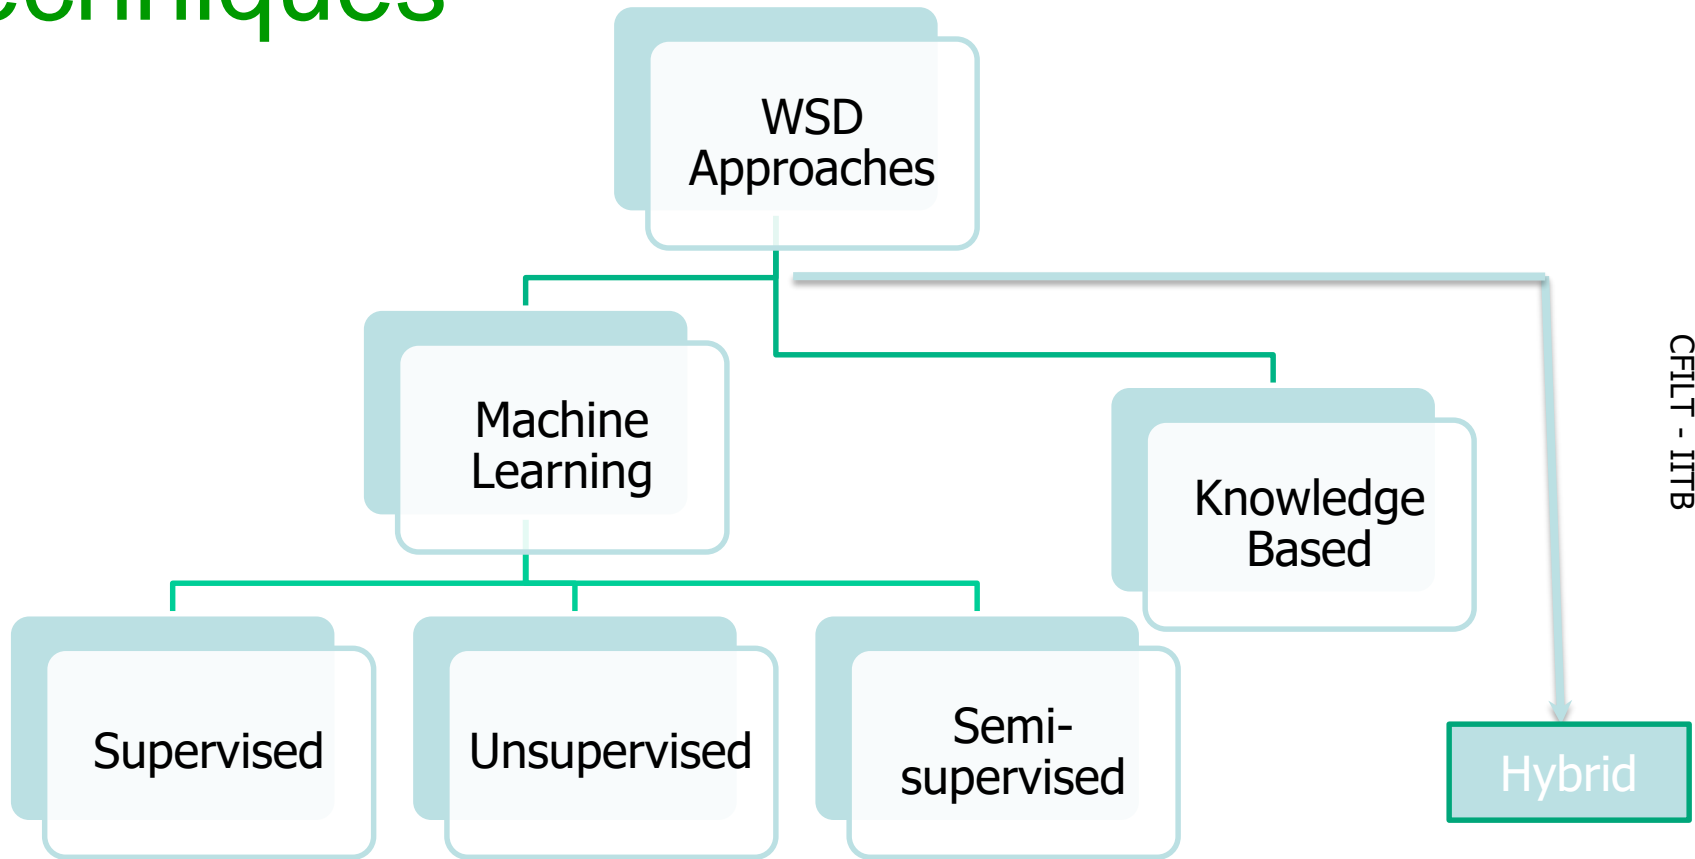 WSD
Approaches
Machine
Learning
Knowledge
Based
Supervised
Unsupervised
Semi-
supervised
Hybrid
CFILT - IITB